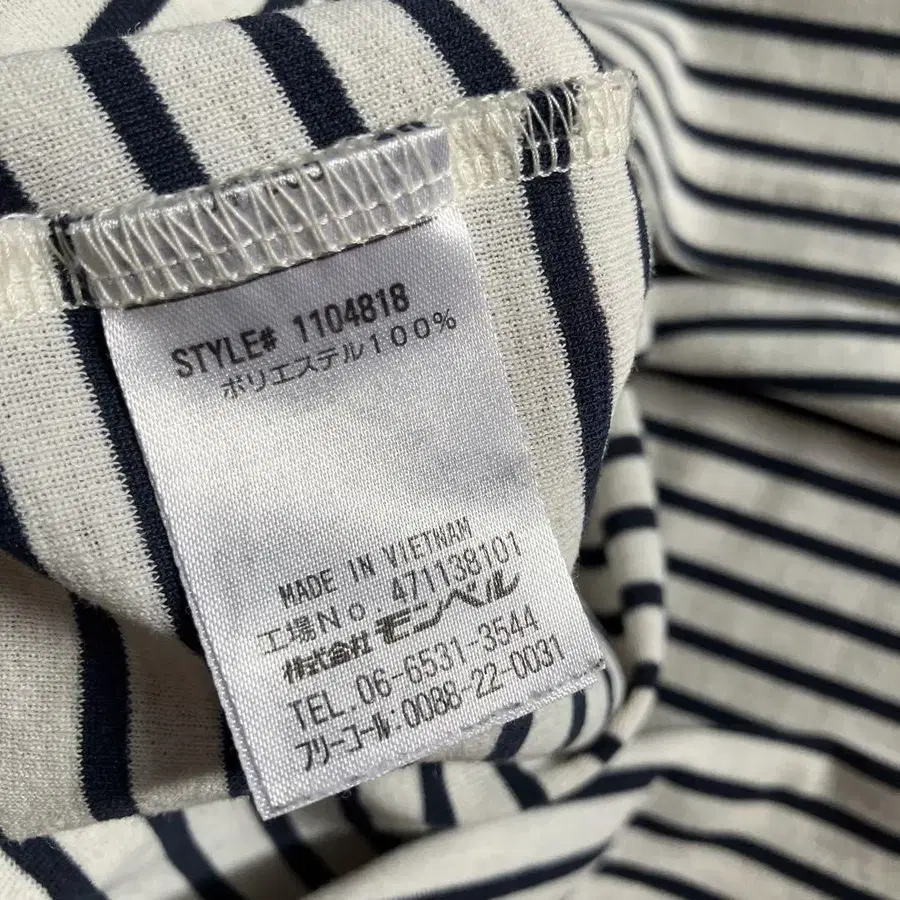 STYLE# 1104818
ポリエステル100%
MADE IN VIETNAM
工場No. 471138101
株式会社 モンベル
TEL. 06-6531-3544
フリーコール:0088-22-0031